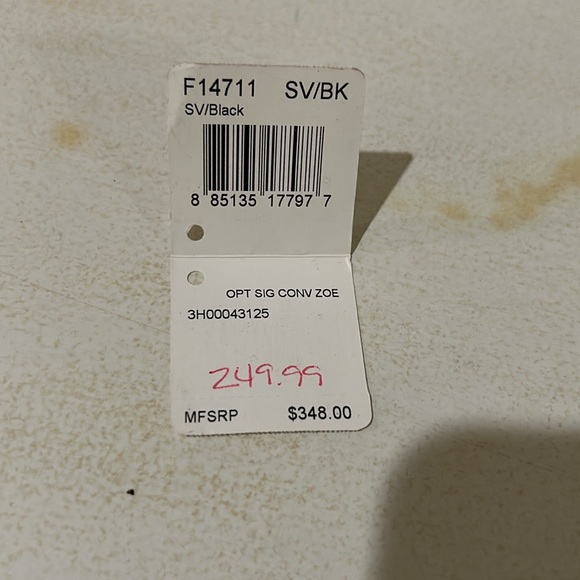 F14711 SV/BK
SV/Black
8 85135 17797 7
OPT SIG CONV ZOE
3H00043125
249.99
MFSRP $348.00